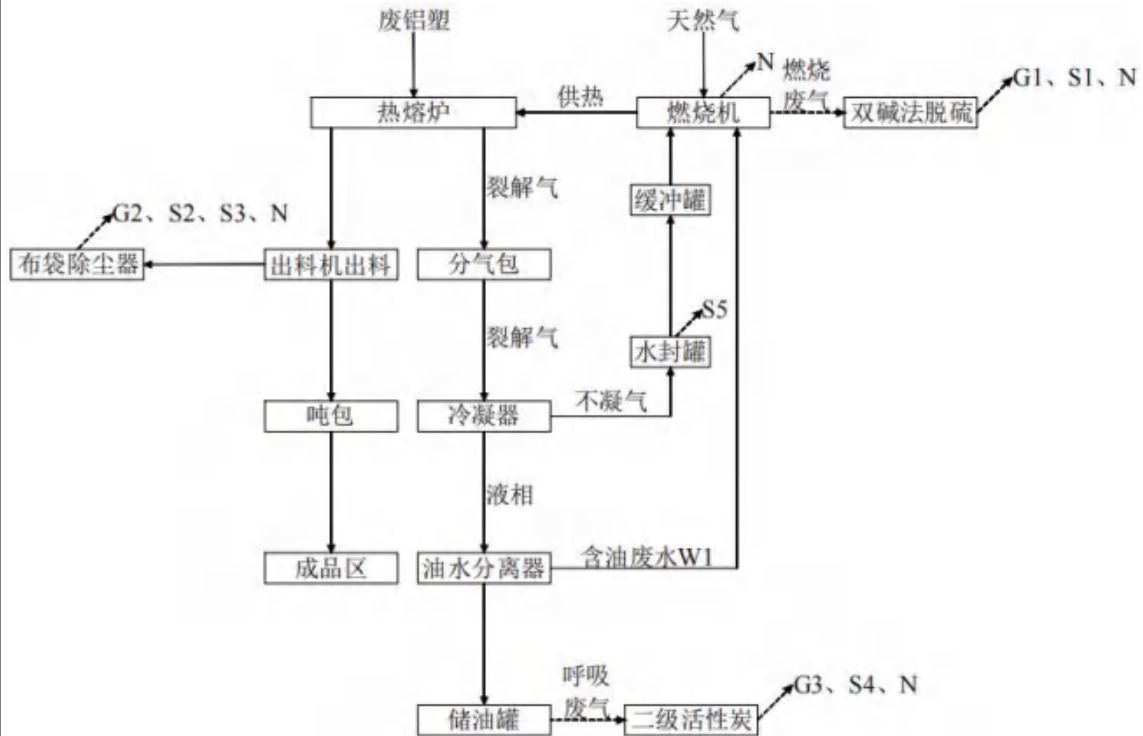 废铝塑
天然气
N
燃烧
废气
G1、S1、N
供热
热熔炉
燃烧机
双碱法脱硫
裂解气
缓冲罐
G2、S2、S3、N
布袋除尘器
出料机出料
分气包
S5
裂解气
水封罐
不凝气
吨包
冷凝器
液相
含油废水W1
成品区
油水分离器
呼吸
废气
G3、S4、N
储油罐
二级活性炭